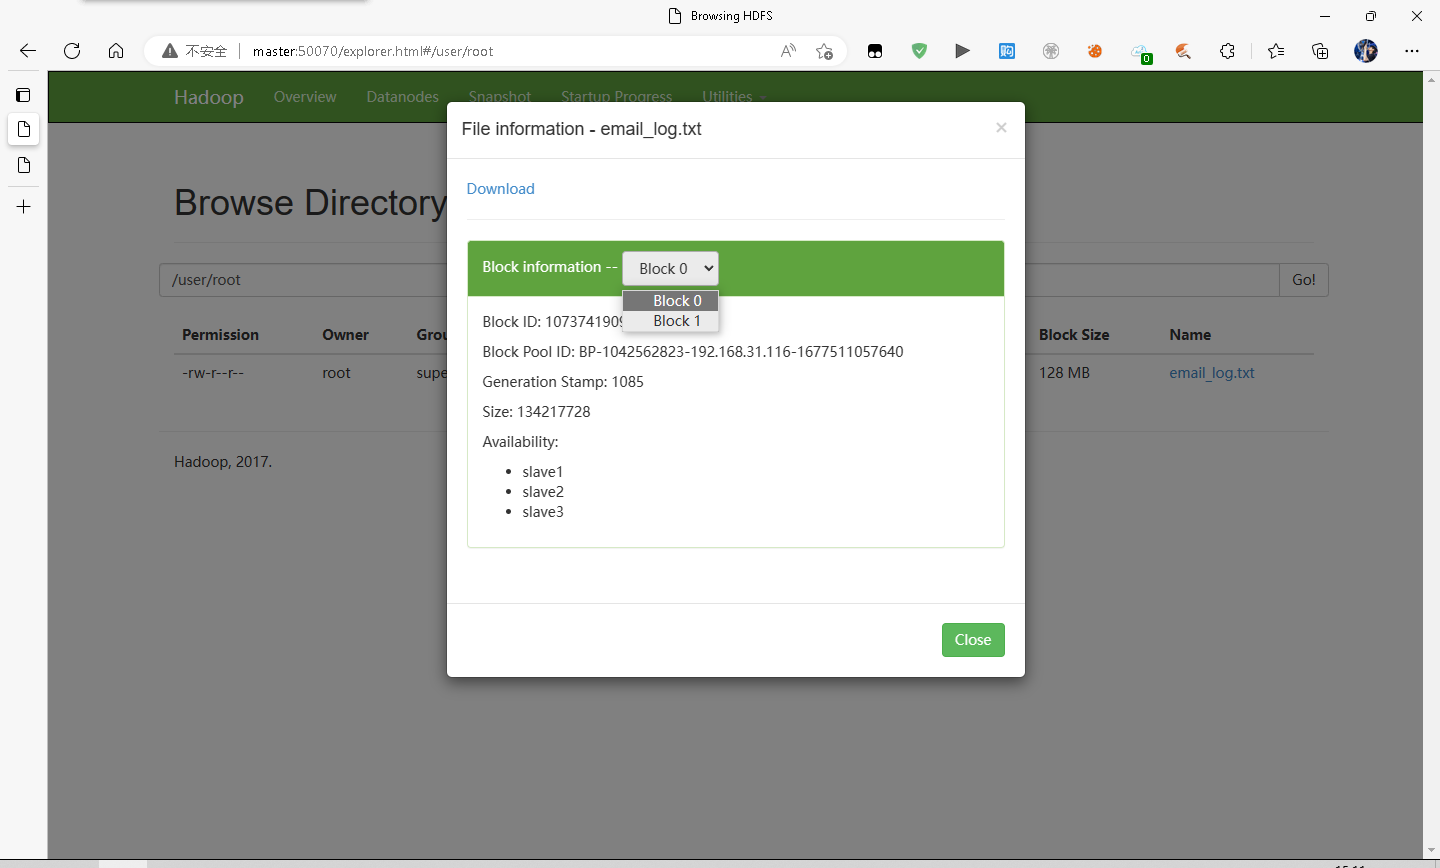 Browsing HDFS
不安全 master:50070/explorer.html#/user/root
0
Hadoop Overview Datanodes Snapshot Startup Progress Utilities
File information - email_log.txt ×
Download
Browse Directory
Block information -- Block 0
Block 0
Block 1
/user/root Go!
Block ID: 107374190
Permission Owner Block Size Name
Block Pool ID: BP-1042562823-192.168.31.116-1677511057640
-rw-r--r-- root 128 MB email_log.txt
Generation Stamp: 1085
Size: 134217728
Availability:
Hadoop, 2017.
slave1
slave2
slave3
Close